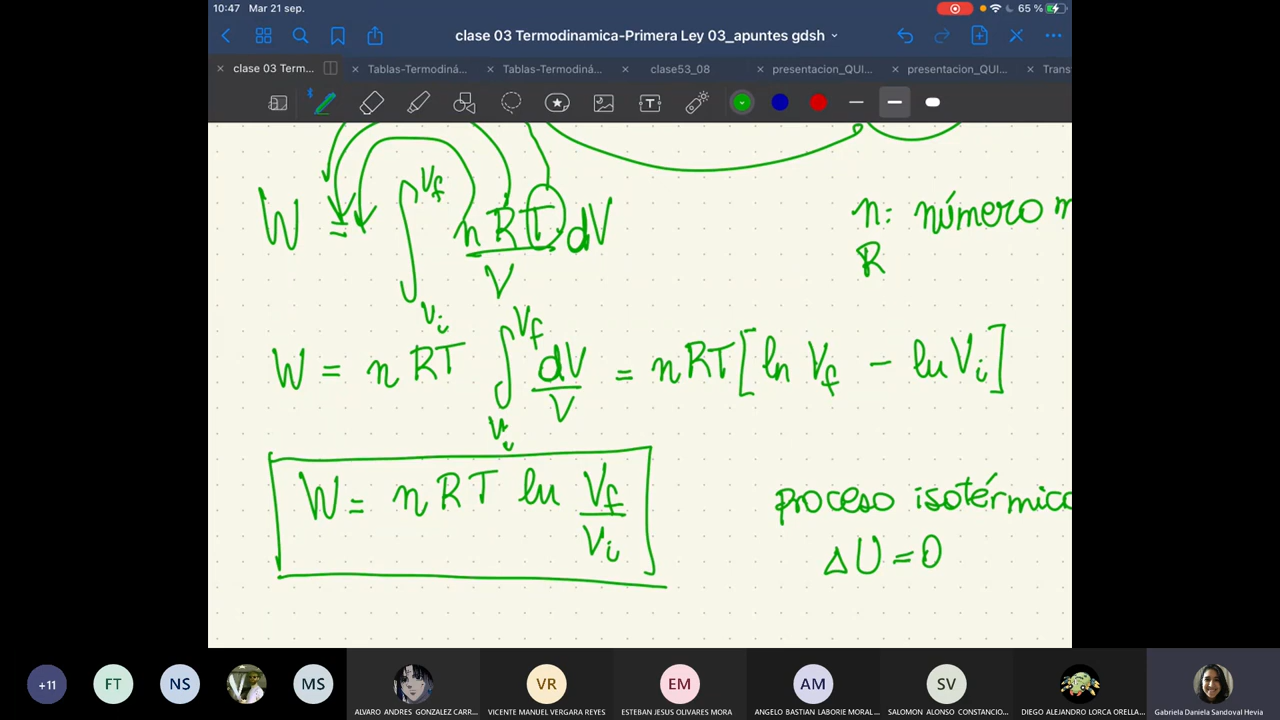 10:47 Mar 21 sep. 65 %
clase 03 Termodinamica-Primera Ley 03_apuntes gdsh
clase 03 Term... Tablas-Termodiná... Tablas-Termodiná... clase53_08 presentacion_QUI... presentacion_QUI... Transf
W = ∫ Vf Vi nRT/V dV
n: número m
R
W = nRT ∫ Vf Vi dV/V = nRT[ln Vf - ln Vi]
W = nRT ln Vf/Vi
proceso isotérmico
ΔU = 0
+11 FT NS MS VR EM AM SV
ALVARO ANDRES GONZALEZ CARR... VICENTE MANUEL VERGARA REYES ESTEBAN JESUS OLIVARES MORA ANGELO BASTIAN LABORIE MORAL... SALOMON ALONSO CONSTANCIO... DIEGO ALEJANDRO LORCA ORELLA... Gabriela Daniela Sandoval Hevia